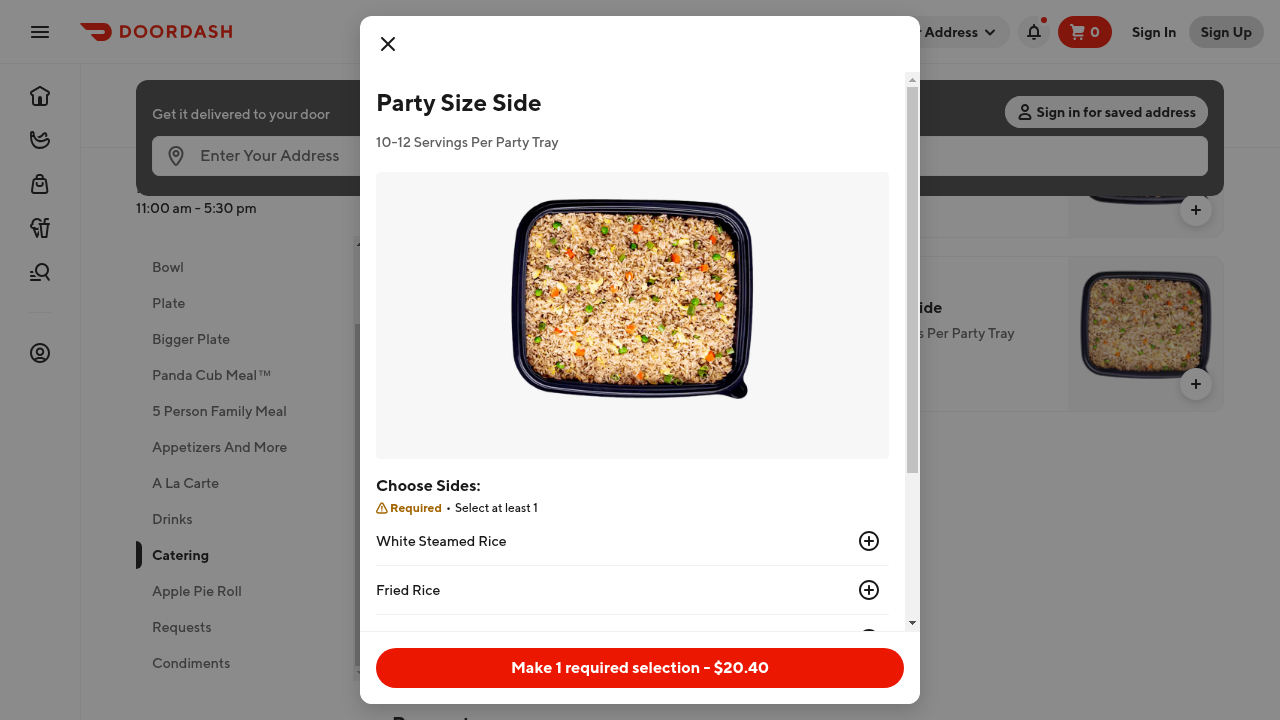 DOORDASH
Address
0
Sign In
Sign Up
Get it delivered to your door
Sign in for saved address
Enter Your Address
11:00 am - 5:30 pm
Bowl
Plate
Bigger Plate
Panda Cub Meal™
5 Person Family Meal
Appetizers And More
A La Carte
Drinks
Catering
Apple Pie Roll
Requests
Condiments
Party Size Side
10-12 Servings Per Party Tray
Choose Sides:
Required • Select at least 1
White Steamed Rice
Fried Rice
Make 1 required selection - $20.40
Per Party Tray